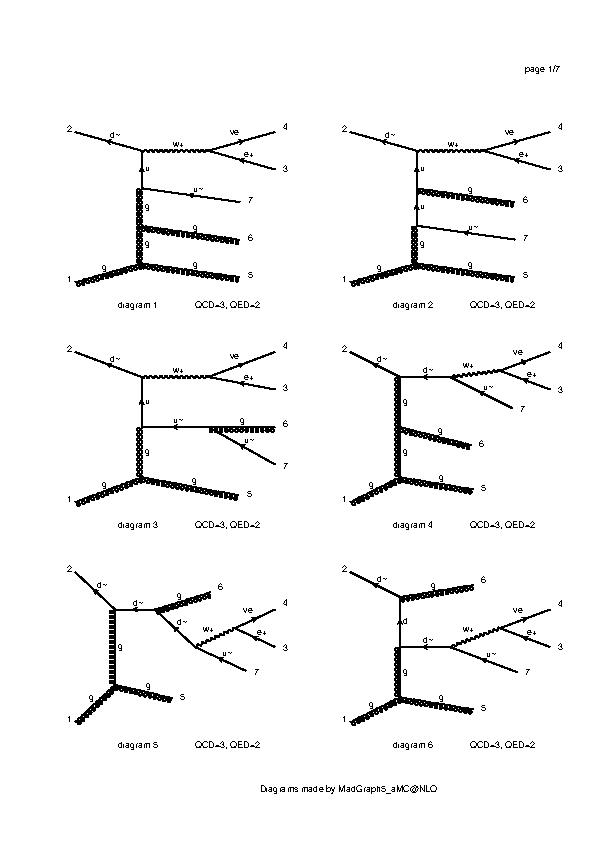 page 1/7
2 d~ w+ ve 4
e+ 3
u
u~ 7
g
g 6
g
1 g g 5
diagram 1 QCD=3, QED=2
2 d~ w+ ve 4
e+ 3
u
g 6
u
u~ 7
g
1 g g 5
diagram 2 QCD=3, QED=2
2 d~ w+ ve 4
e+ 3
u
u~ g 6
g u~ 7
1 g g 5
diagram 3 QCD=3, QED=2
2 d~ d~ w+ ve 4
e+ 3
g u~ 7
g 6
g
1 g g 5
diagram 4 QCD=3, QED=2
2 d~ d~ g 6
d~ w+ ve 4
e+ 3
g u~ 7
1 g g 5
diagram 5 QCD=3, QED=2
2 d~ g 6
d w+ ve 4
d~ e+ 3
g u~ 7
1 g g 5
diagram 6 QCD=3, QED=2
Diagrams made by MadGraph5_aMC@NLO